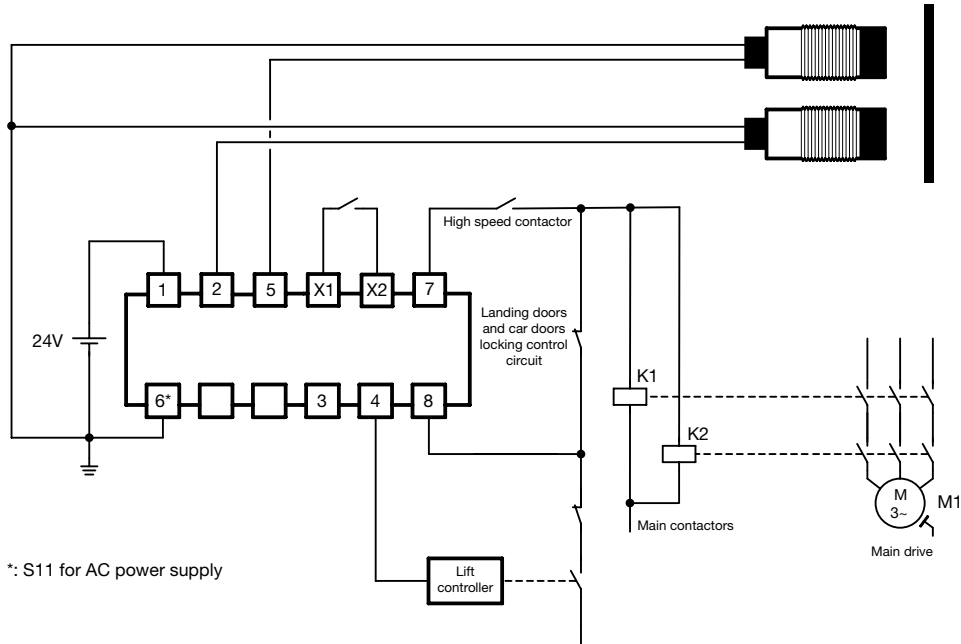 High speed contactor
1
2
5
X1
X2
7
Landing doors
and car doors
locking control
circuit
24V
6*
3
4
8
K1
K2
M
3~
M1
Main contactors
Main drive
*: S11 for AC power supply
Lift
controller